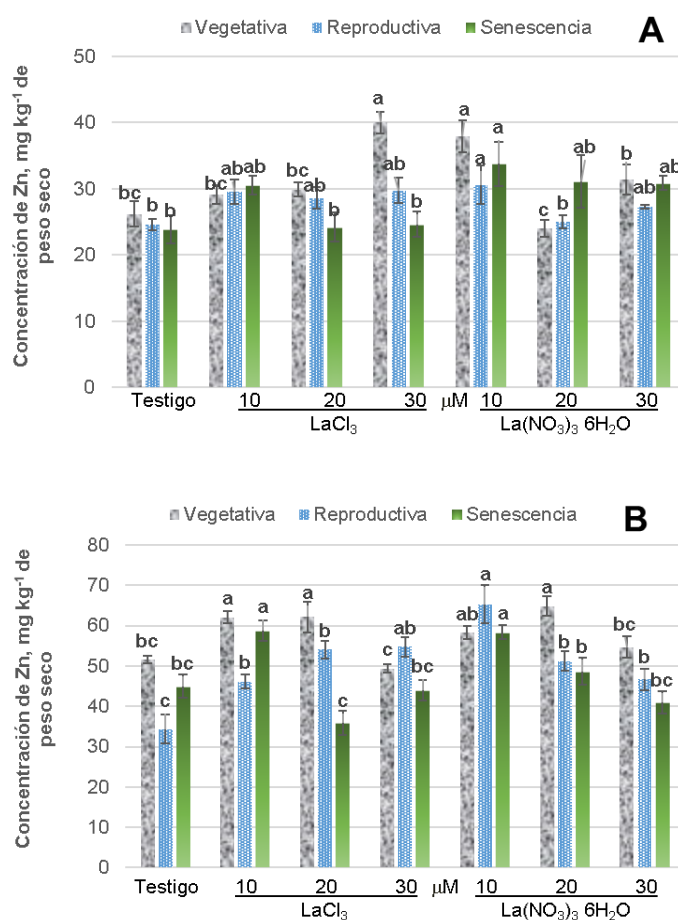 Vegetativa Reproductiva Senescencia A
Concentración de Zn, mg kg⁻¹ de
peso seco
50
40
30
20
10
0
bc b b bc ab ab bc ab b a ab b a a a c b ab b ab ab
Testigo 10 20 30 µM 10 20 30
LaCl₃ La(NO₃)₃ 6H₂O
Vegetativa Reproductiva Senescencia B
Concentración de Zn, mg kg⁻¹ de
peso seco
80
70
60
50
40
30
20
10
0
bc c bc a b a a b c c b bc ab a a a b b bc b bc
Testigo 10 20 30 µM 10 20 30
LaCl₃ La(NO₃)₃ 6H₂O